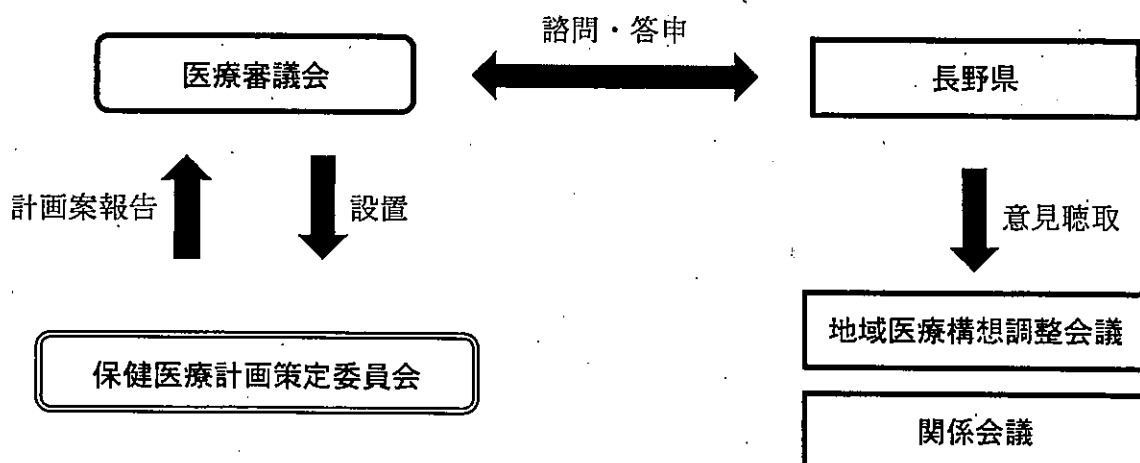 諮問・答申
医療審議会
長野県
計画案報告
設置
意見聴取
保健医療計画策定委員会
地域医療構想調整会議
関係会議